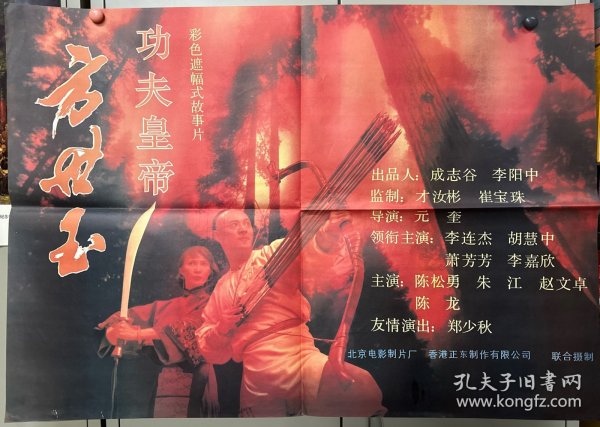 方世玉
功夫皇帝
彩色遮幅式故事片
出品人：成志谷 李阳中
监制：才汝彬 崔宝珠
导演：元 奎
领衔主演：李连杰 胡慧中
萧芳芳 李嘉欣
主演：陈松勇 朱 江 赵文卓
陈 龙
友情演出：郑少秋
北京电影制片厂 香港正东制作有限公司 联合摄制
孔夫子旧书网
www.kongfz.com